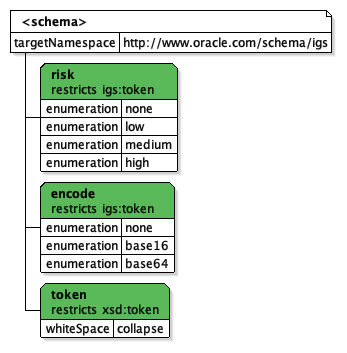 <schema>
targetNamespace http://www.oracle.com/schema/igs
risk
restricts igs:token
enumeration none
enumeration low
enumeration medium
enumeration high
encode
restricts igs:token
enumeration none
enumeration base16
enumeration base64
token
restricts xsd:token
whiteSpace collapse